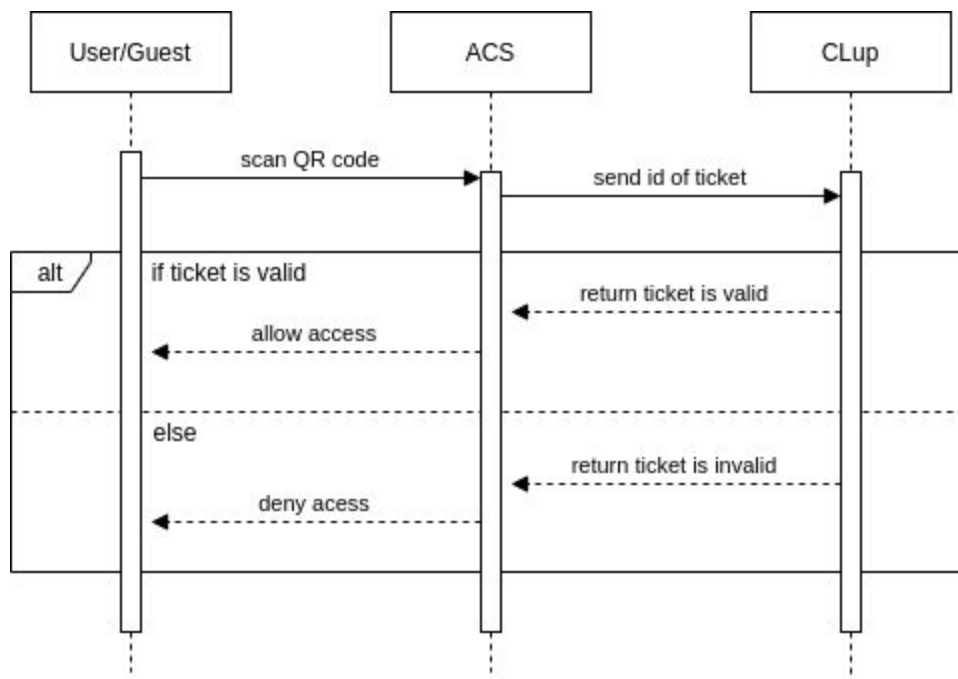 User/Guest
ACS
CLup
scan QR code
send id of ticket
alt
if ticket is valid
return ticket is valid
allow access
else
return ticket is invalid
deny acess